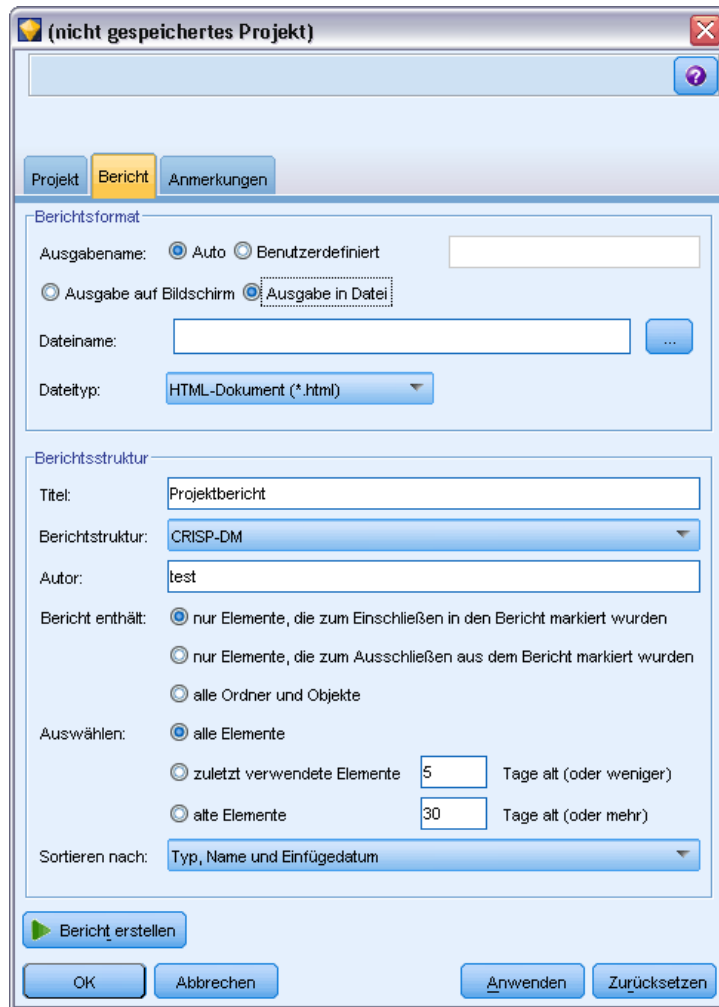 (nicht gespeichertes Projekt)
Projekt Bericht Anmerkungen
Berichtsformat
Ausgabename: Auto Benutzerdefiniert
Ausgabe auf Bildschirm Ausgabe in Datei
Dateiname: ...
Dateityp: HTML-Dokument (*.html)
Berichtsstruktur
Titel: Projektbericht
Berichtstruktur: CRISP-DM
Autor: test
Bericht enthält: nur Elemente, die zum Einschließen in den Bericht markiert wurden
nur Elemente, die zum Ausschließen aus dem Bericht markiert wurden
alle Ordner und Objekte
Auswählen: alle Elemente
zuletzt verwendete Elemente 5 Tage alt (oder weniger)
alte Elemente 30 Tage alt (oder mehr)
Sortieren nach: Typ, Name und Einfügedatum
Bericht erstellen
OK Abbrechen Anwenden Zurücksetzen